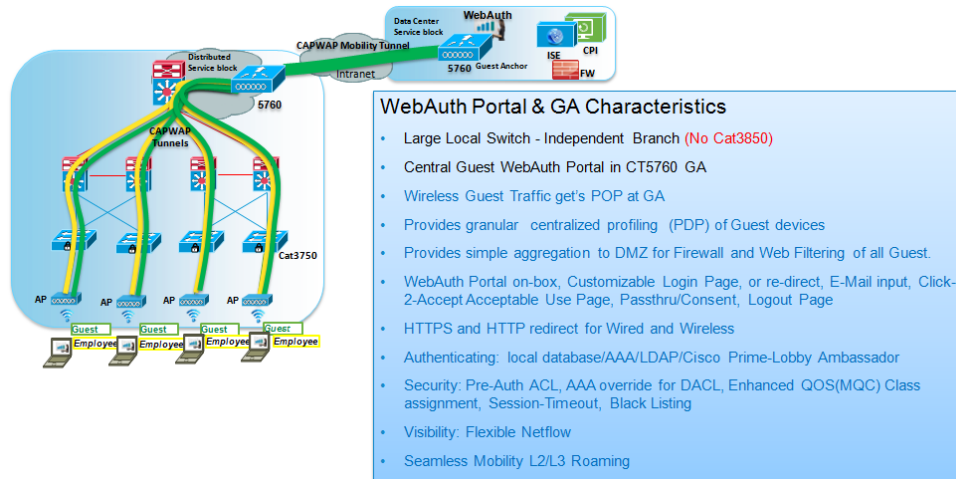 Data Center
Service block
WebAuth
CAPWAP Mobility Tunnel
Intranet
5760
Guest Anchor
ISE
CPI
FW
Distributed
Service block
5760
CAPWAP
Tunnels
Cat3750
AP
AP
AP
AP
Guest
Guest
Guest
Guest
Employee
Employee
Employee
Employee
WebAuth Portal & GA Characteristics
• Large Local Switch - Independent Branch (No Cat3850)
• Central Guest WebAuth Portal in CT5760 GA
• Wireless Guest Traffic get's POP at GA
• Provides granular centralized profiling (PDP) of Guest devices
• Provides simple aggregation to DMZ for Firewall and Web Filtering of all Guest.
• WebAuth Portal on-box, Customizable Login Page, or re-direct, E-Mail input, Click-
2-Accept Acceptable Use Page, Passthru/Consent, Logout Page
• HTTPS and HTTP redirect for Wired and Wireless
• Authenticating: local database/AAA/LDAP/Cisco Prime-Lobby Ambassador
• Security: Pre-Auth ACL, AAA override for DACL, Enhanced QOS(MQC) Class
assignment, Session-Timeout, Black Listing
• Visibility: Flexible Netflow
• Seamless Mobility L2/L3 Roaming